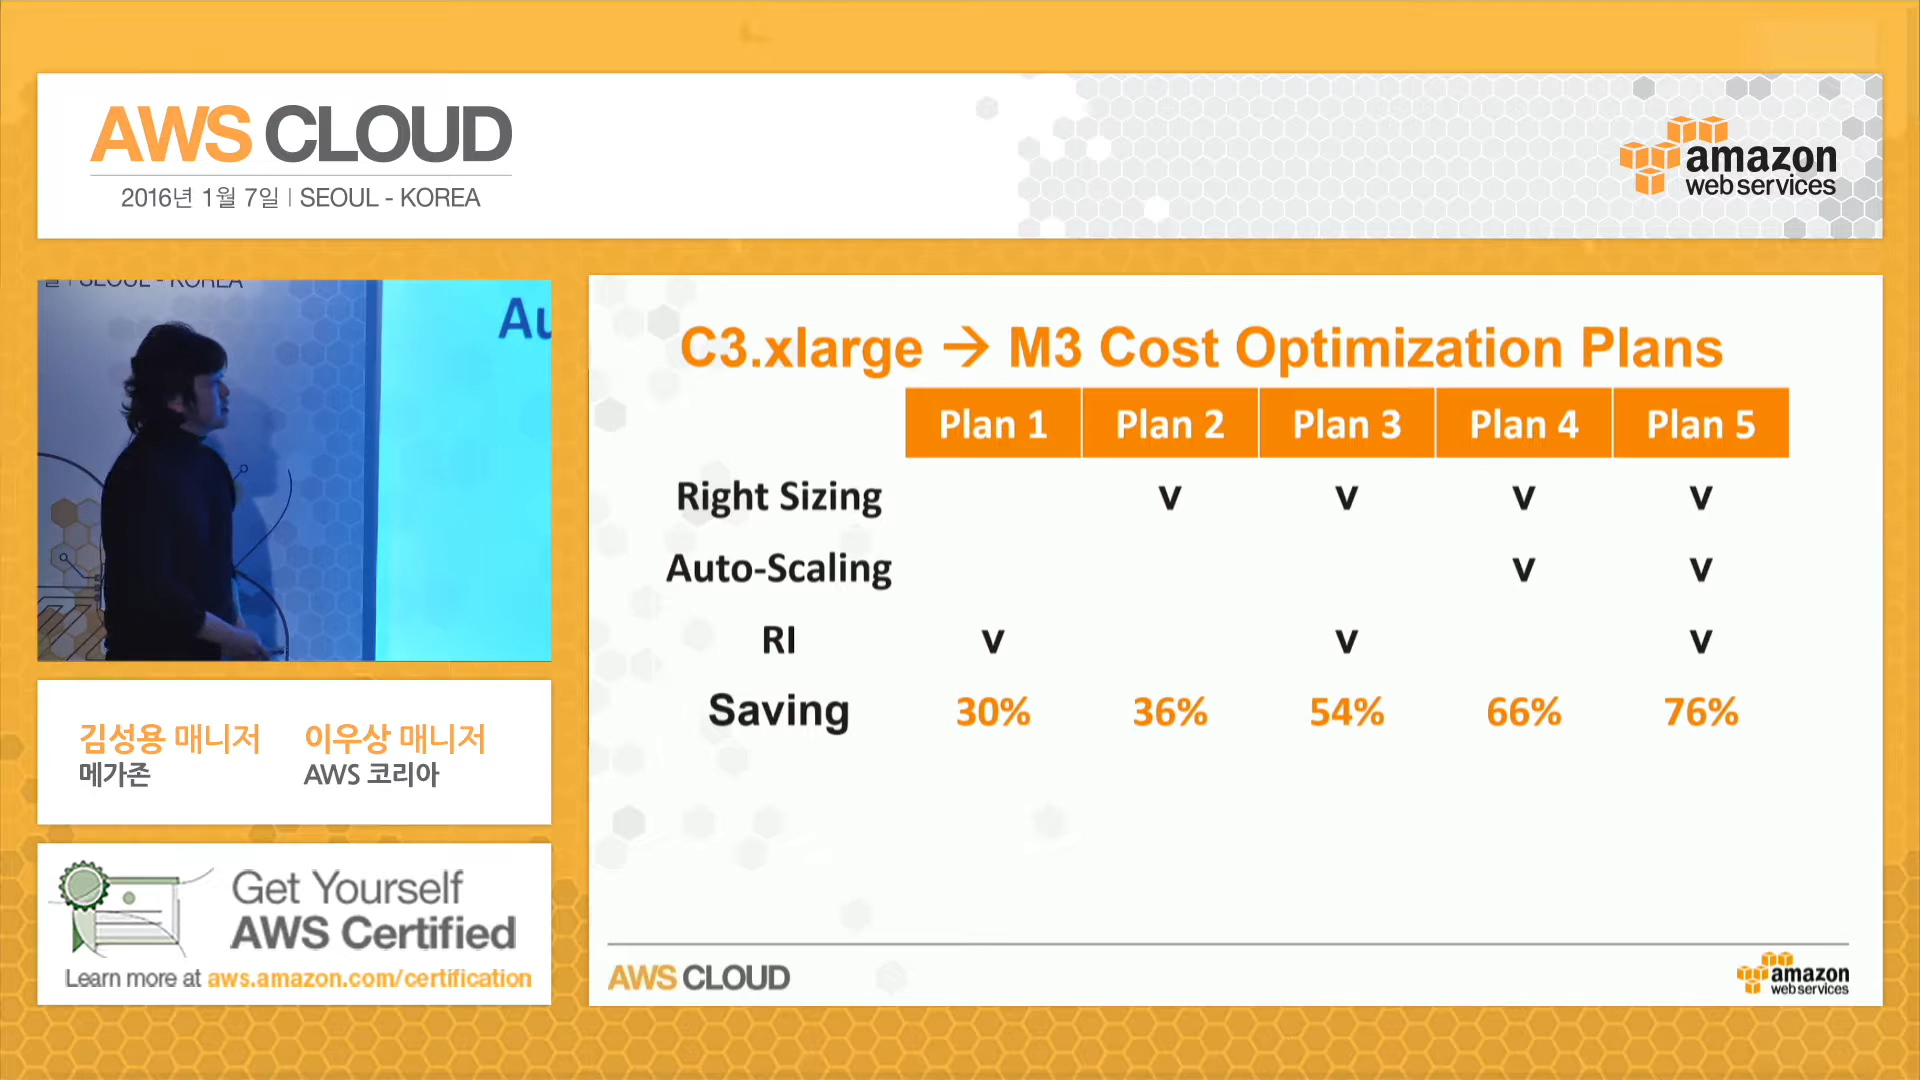 AWS CLOUD
2016년 1월 7일 | SEOUL - KOREA
amazon
web services
SEOUL - KOREA
Au
김성용 매니저 이우상 매니저
메가존 AWS 코리아
Get Yourself
AWS Certified
Learn more at aws.amazon.com/certification
C3.xlarge → M3 Cost Optimization Plans
Plan 1 Plan 2 Plan 3 Plan 4 Plan 5
Right Sizing v v v v
Auto-Scaling v v
RI v v v
Saving 30% 36% 54% 66% 76%
AWS CLOUD
amazon
web services